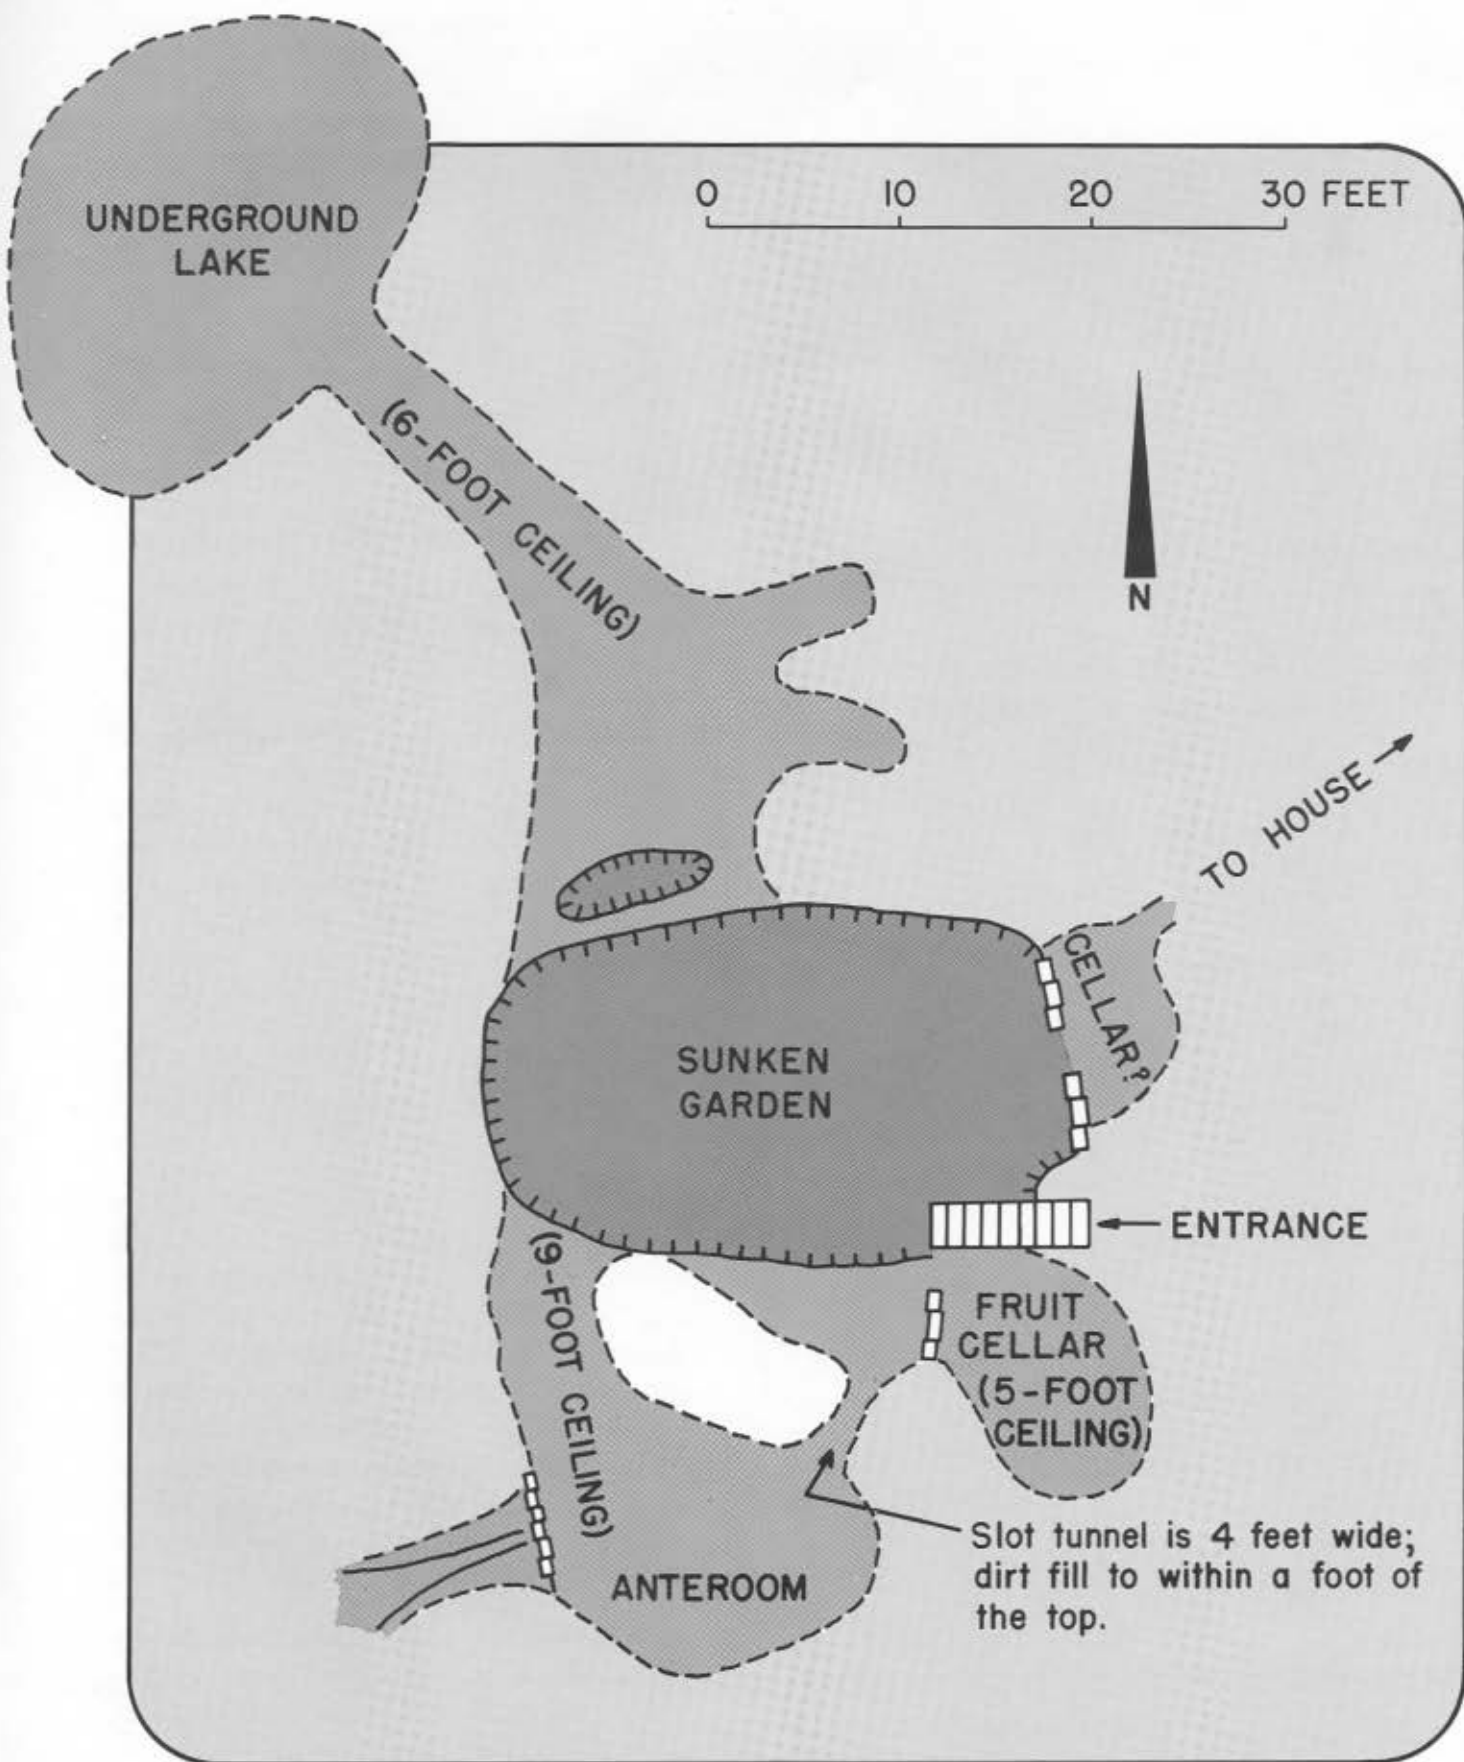 UNDERGROUND
LAKE
0 10 20 30 FEET
(6-FOOT CEILING)
N
TO HOUSE
CELLAR?
SUNKEN
GARDEN
ENTRANCE
(9-FOOT CEILING)
FRUIT
CELLAR
(5-FOOT
CEILING)
Slot tunnel is 4 feet wide;
dirt fill to within a foot of
the top.
ANTEROOM